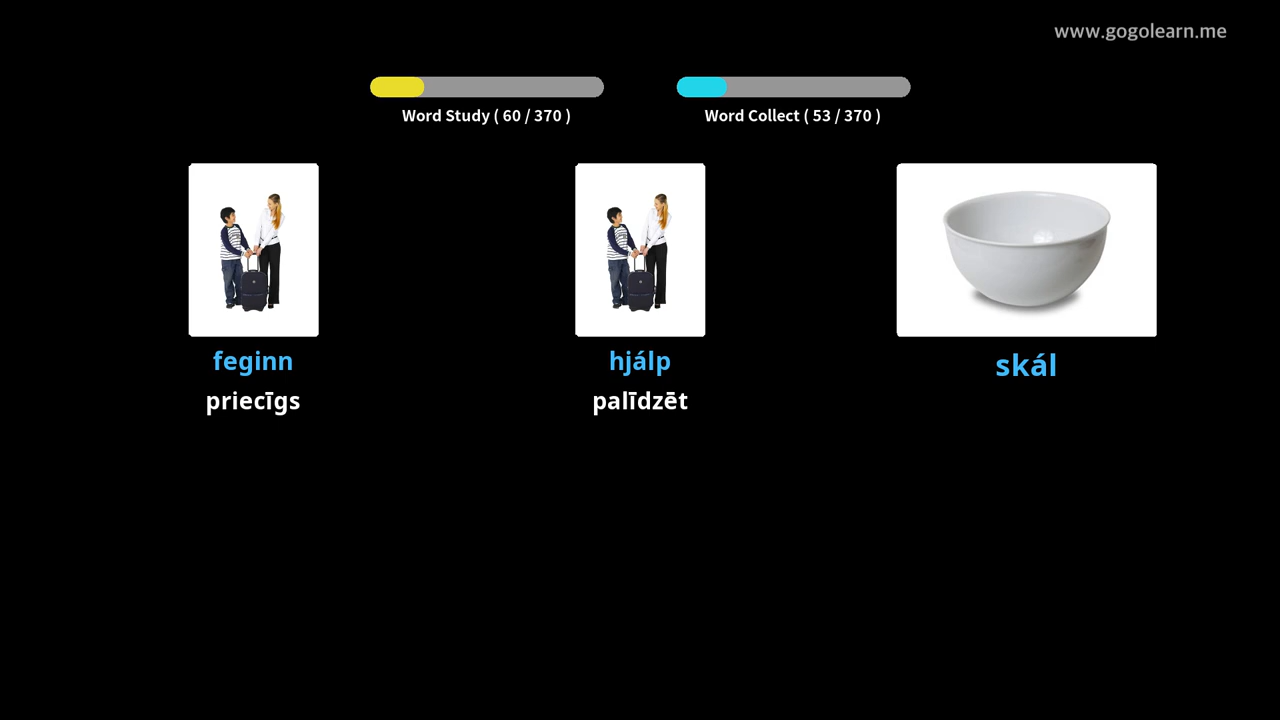 www.gogolearn.me
Word Study ( 60 / 370 )
Word Collect ( 53 / 370 )
feginn
priecīgs
hjálp
palīdzēt
skál